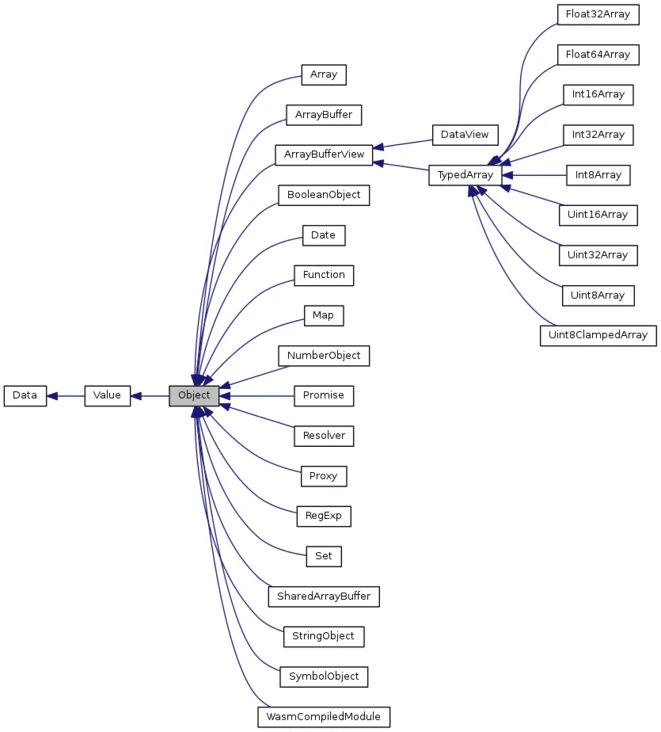 Float32Array
Float64Array
Array
Int16Array
ArrayBuffer
DataView
Int32Array
ArrayBufferView
TypedArray
Int8Array
BooleanObject
Uint16Array
Date
Uint32Array
Function
Uint8Array
Map
Uint8ClampedArray
NumberObject
Data
Value
Object
Promise
Resolver
Proxy
RegExp
Set
SharedArrayBuffer
StringObject
SymbolObject
WasmCompiledModule